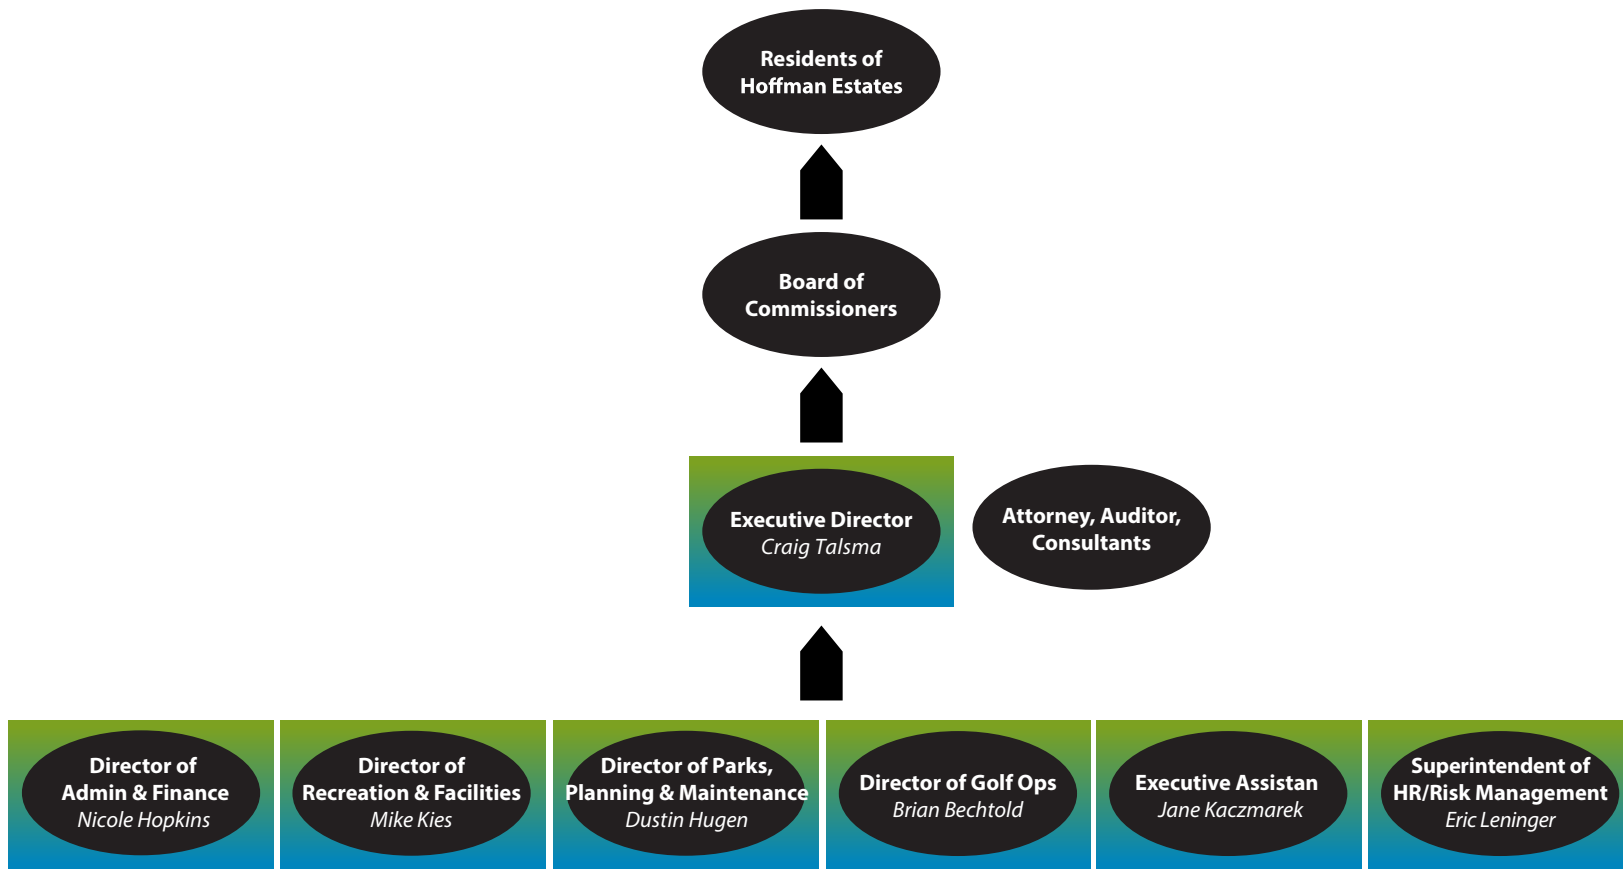 Residents of
Hoffman Estates
Board of
Commissioners
Executive Director
Craig Talsma
Attorney, Auditor,
Consultants
Director of
Admin & Finance
Nicole Hopkins
Director of
Recreation & Facilities
Mike Kies
Director of Parks,
Planning & Maintenance
Dustin Hugen
Director of Golf Ops
Brian Bechtold
Executive Assistan
Jane Kaczmarek
Superintendent of
HR/Risk Management
Eric Leninger